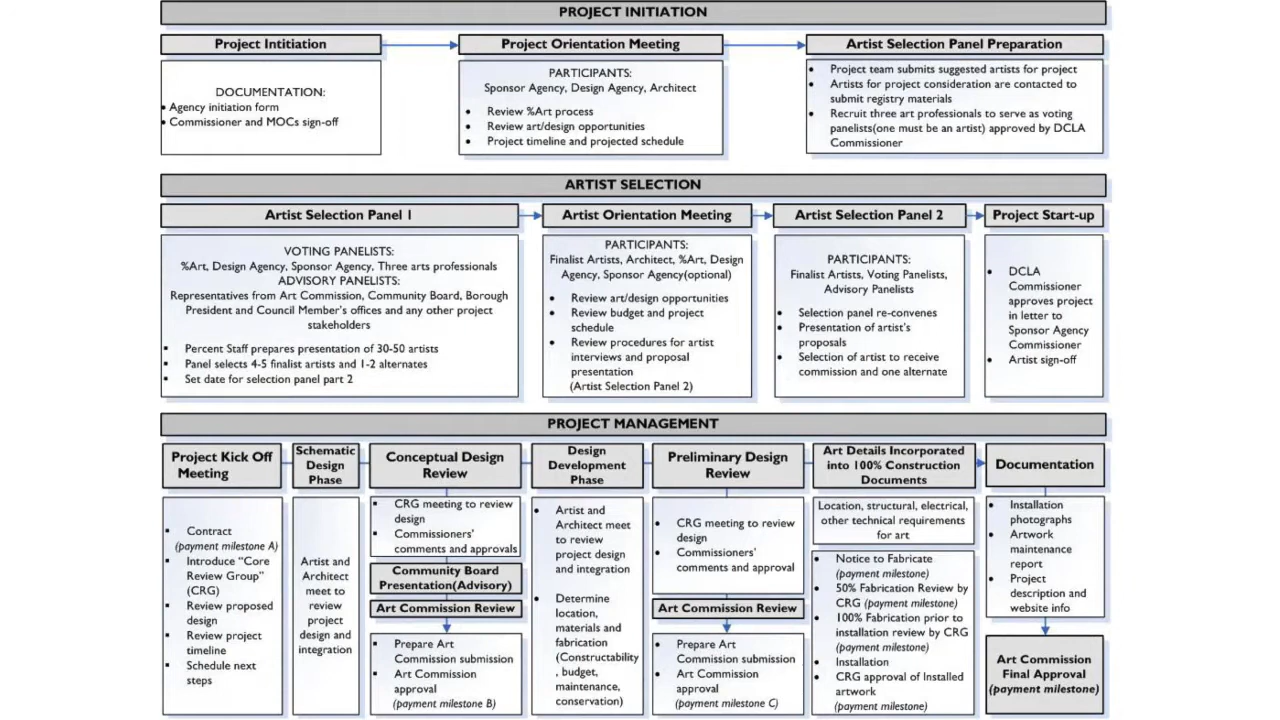 PROJECT INITIATION
Project Intitiation
DOCUMENTATION:
• Agency initiation form
• Commissioner and MOCs sign-off
Project Orientation Meeting
PARTICIPANTS:
Sponsor Agency, Design Agency, Architect
• Review %Art process
• Review art/design opportunities
• Project timeline and projected schedule
Artist Selection Panel Preparation
• Project team submits suggested artists for project
• Artists for project consideration are contacted to
submit registry materials
• Recruit three art professionals to serve as voting
panelists(one must be an artist) approved by DCLA
Commissioner
ARTIST SELECTION
Artist Selection Panel 1
VOTING PANELISTS:
%Art, Design Agency, Sponsor Agency, Three arts professionals
ADVISORY PANELISTS:
Representatives from Art Commission, Community Board, Borough
President and Council Member's offices and any other project
stakeholders
▪ Percent Staff prepares presentation of 30-50 artists
▪ Panel selects 4-5 finalist artists and 1-2 alternates
▪ Set date for selection panel part 2
Artist Orientation Meeting
PARTICIPANTS:
Finalist Artists, Architect, %Art, Design
Agency, Sponsor Agency(optional)
• Review art/design opportunities
• Review budget and project
schedule
• Review procedures for artist
interviews and proposal
presentation
(Artist Selection Panel 2)
Artist Selection Panel 2
PARTICIPANTS:
Finalist Artists, Voting Panelists,
Advisory Panelists
• Selection panel re-convenes
• Presentation of artist's
proposals
• Selection of artist to receive
commission and one alternate
Project Start-up
• DCLA
Commissioner
approves project
in letter to
Sponsor Agency
Commissioner
• Artist sign-off
PROJECT MANAGEMENT
Project Kick Off
Meeting
▪ Contract
(payment milestone A)
▪ Introduce "Core
Review Group"
(CRG)
▪ Review proposed
design
▪ Review project
timeline
▪ Schedule next
steps
Schematic
Design
Phase
Artist and
Architect
meet to
review
project
design and
integration
Conceptual Design
Review
▪ CRG meeting to review
design
▪ Commissioners'
comments and approvals
Community Board
Presentation(Advisory)
Art Commission Review
▪ Prepare Art
Commission submission
▪ Art Commission
approval
(payment milestone B)
Design
Development
Phase
• Artist and
Architect meet
to review
project design
and integration
• Determine
location,
materials and
fabrication
(Constructability
, budget,
maintenance,
conservation)
Preliminary Design
Review
• CRG meeting to review
design
• Commissioners'
comments and approval
Art Commission Review
▪ Prepare Art
Commission submission
▪ Art Commission
approval
(payment milestone C)
Art Details Incorporated
into 100% Construction
Documents
Location, structural, electrical,
other technical requirements
for art
• Notice to Fabricate
(payment milestone)
• 50% Fabrication Review by
CRG (payment milestone)
• 100% Fabrication prior to
installation review by CRG
(payment milestone)
• Installation
• CRG approval of Installed
artwork
(payment milestone)
Documentation
• Installation
photographs
• Artwork
maintenance
report
• Project
description and
website info
Art Commission
Final Approval
(payment milestone)